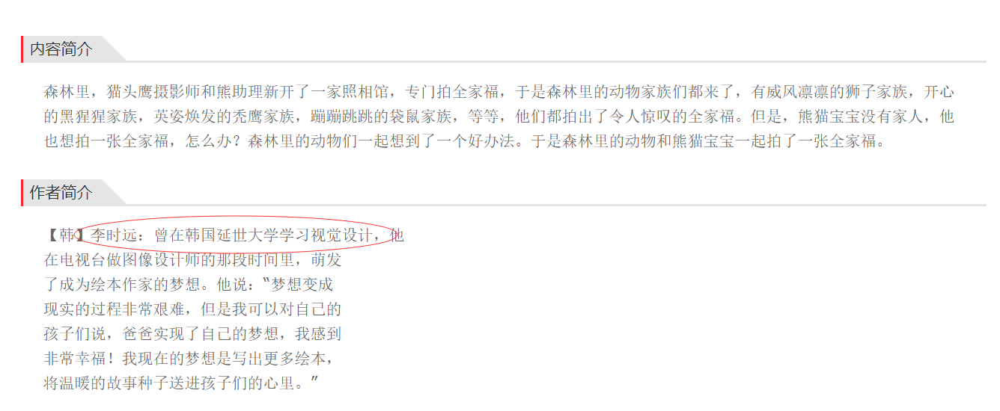 内容简介
森林里，猫头鹰摄影师和熊助理新开了一家照相馆，专门拍全家福，于是森林里的动物家族们都来了，有威风凛凛的狮子家族，开心
的黑猩猩家族，英姿焕发的秃鹰家族，蹦蹦跳跳的袋鼠家族，等等，他们都拍出了令人惊叹的全家福。但是，熊猫宝宝没有家人，他
也想拍一张全家福，怎么办？森林里的动物们一起想到了一个好办法。于是森林里的动物和熊猫宝宝一起拍了一张全家福。
作者简介
【韩】李时远：曾在韩国延世大学学习视觉设计，他
在电视台做图像设计师的那段时间里，萌发
了成为绘本作家的梦想。他说：“梦想变成
现实的过程非常艰难，但是我可以对自己的
孩子们说，爸爸实现了自己的梦想，我感到
非常幸福！我现在的梦想是写出更多绘本，
将温暖的故事种子送进孩子们的心里。”